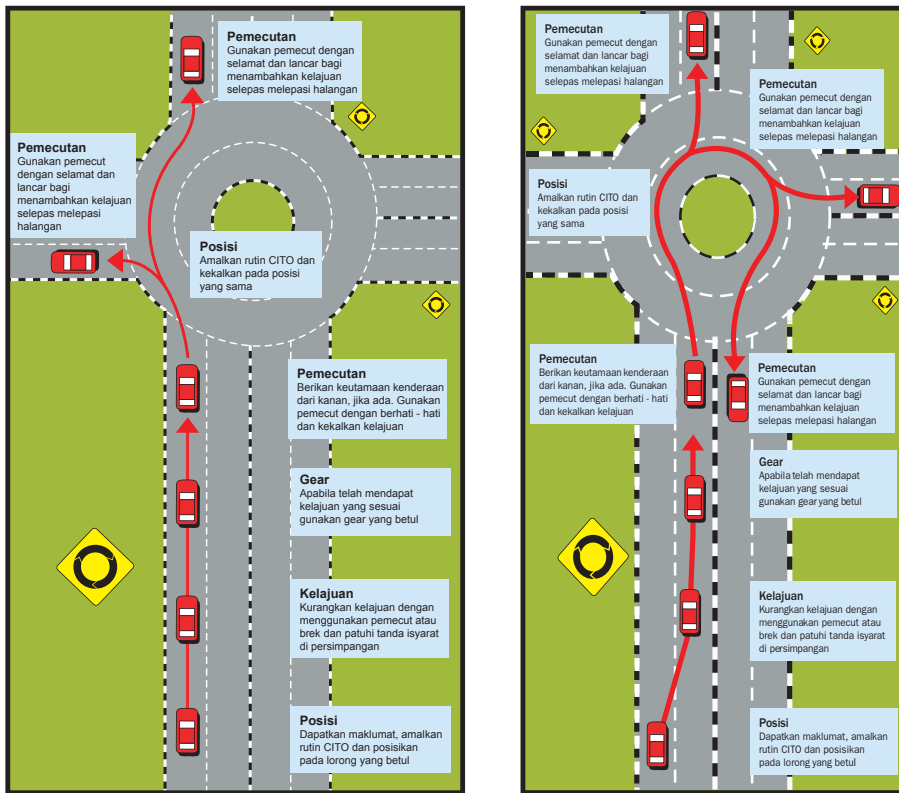 Pemecutan
Gunakan pemecut dengan
selamat dan lancar bagi
menambahkan kelajuan
selepas melepasi halangan
Pemecutan
Gunakan pemecut
dengan selamat dan
lancar bagi
menambahkan kelajuan
selepas melepasi
halangan
Posisi
Amalkan rutin CITO dan
kekalkan pada posisi
yang sama
Pemecutan
Berikan keutamaan kenderaan
dari kanan, jika ada. Gunakan
pemecut dengan berhati - hati
dan kekalkan kelajuan
Gear
Apabila telah mendapat
kelajuan yang sesuai
gunakan gear yang betul
Kelajuan
Kurangkan kelajuan dengan
menggunakan pemecut atau
brek dan patuhi tanda isyarat
di persimpangan
Posisi
Dapatkan maklumat, amalkan
rutin CITO dan posisikan
pada lorong yang betul
Pemecutan
Gunakan pemecut dengan
selamat dan lancar bagi
menambahkan kelajuan
selepas melepasi halangan
Pemecutan
Gunakan pemecut dengan
selamat dan lancar bagi
menambahkan kelajuan
selepas melepasi halangan
Posisi
Amalkan rutin CITO dan
kekalkan pada posisi
yang sama
Pemecutan
Berikan keutamaan kenderaan
dari kanan, jika ada. Gunakan
pemecut dengan berhati - hati
dan kekalkan kelajuan
Pemecutan
Gunakan pemecut dengan
selamat dan lancar bagi
menambahkan kelajuan
selepas melepasi halangan
Gear
Apabila telah mendapat
kelajuan yang sesuai
gunakan gear yang betul
Kelajuan
Kurangkan kelajuan dengan
menggunakan pemecut atau
brek dan patuhi tanda isyarat
di persimpangan
Posisi
Dapatkan maklumat, amalkan
rutin CITO dan posisikan
pada lorong yang betul